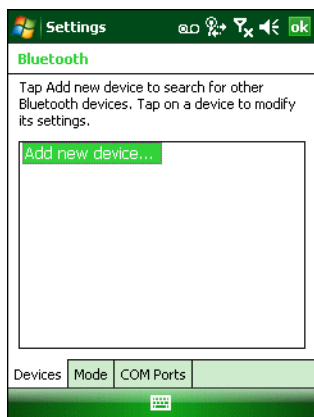 Settings
ok
Bluetooth
Tap Add new device to search for other
Bluetooth devices. Tap on a device to modify
its settings.
Add new device...
Devices Mode COM Ports